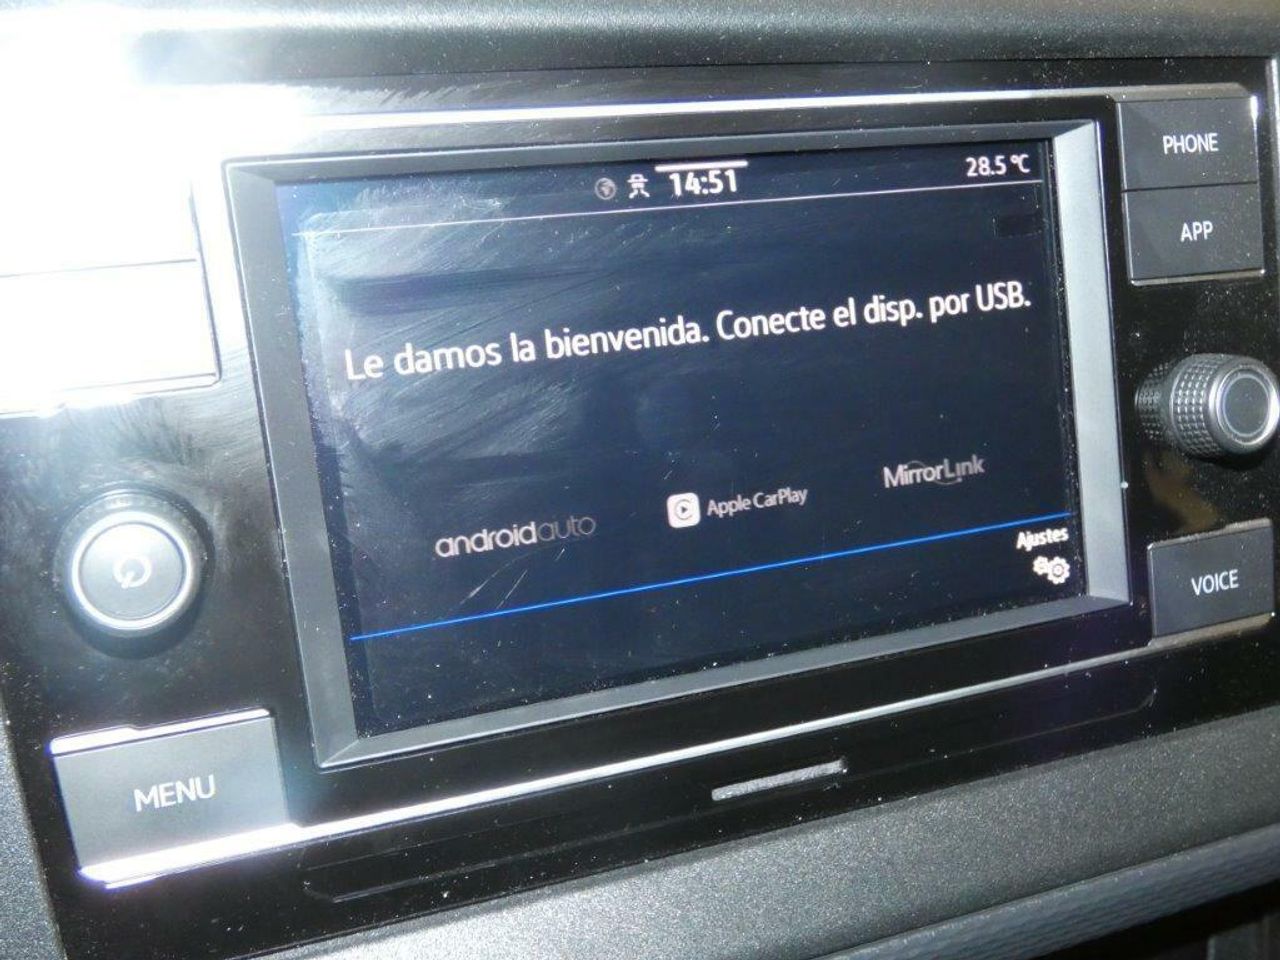 14:51
28.5 °C
PHONE
APP
Le damos la bienvenida. Conecte el disp. por USB.
androidauto
Apple CarPlay
MirrorLink
Ajustes
VOICE
MENU